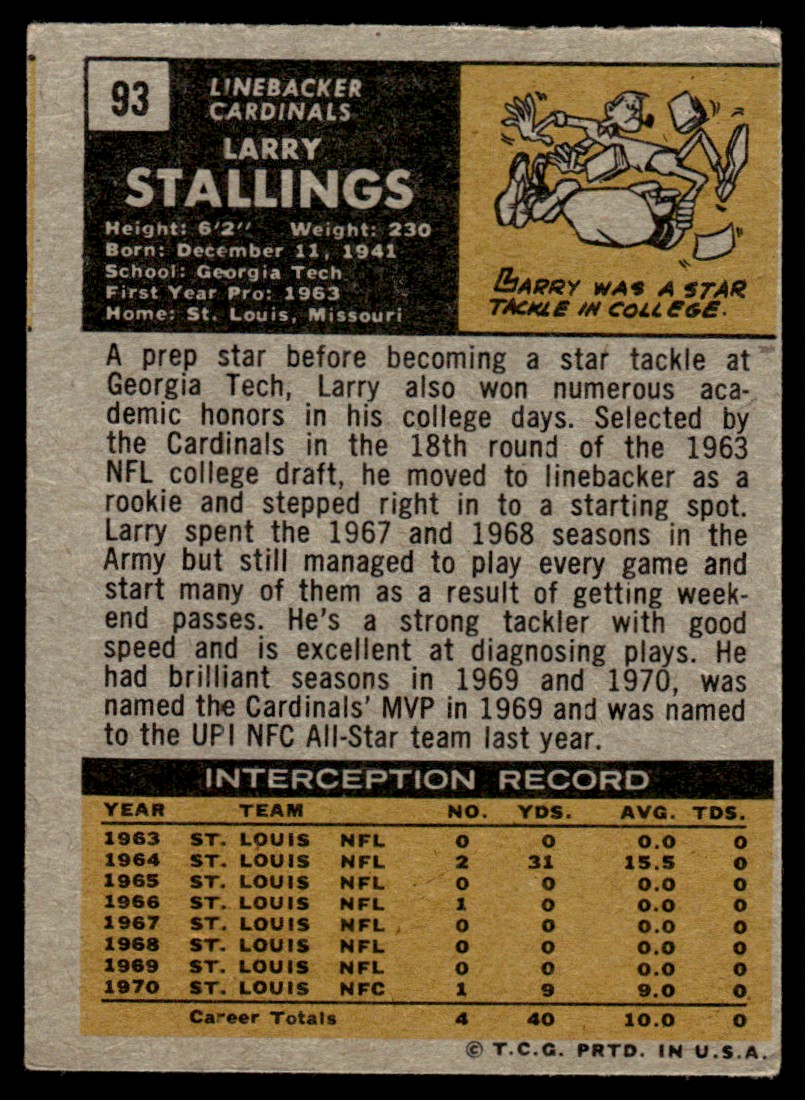 93
LINEBACKER
CARDINALS
LARRY
STALLINGS
Height: 6'2" Weight: 230
Born: December 11, 1941
School: Georgia Tech
First Year Pro: 1963
Home: St. Louis, Missouri
LARRY WAS A STAR
TACKLE IN COLLEGE.
A prep star before becoming a star tackle at
Georgia Tech, Larry also won numerous aca-
demic honors in his college days. Selected by
the Cardinals in the 18th round of the 1963
NFL college draft, he moved to linebacker as a
rookie and stepped right in to a starting spot.
Larry spent the 1967 and 1968 seasons in the
Army but still managed to play every game and
start many of them as a result of getting week-
end passes. He's a strong tackler with good
speed and is excellent at diagnosing plays. He
had brilliant seasons in 1969 and 1970, was
named the Cardinals' MVP in 1969 and was named
to the UPI NFC All-Star team last year.
INTERCEPTION RECORD
YEAR TEAM NO. YDS. AVG. TDS.
1963 ST. LOUIS NFL 0 0 0.0 0
1964 ST. LOUIS NFL 2 31 15.5 0
1965 ST. LOUIS NFL 0 0 0.0 0
1966 ST. LOUIS NFL 1 0 0.0 0
1967 ST. LOUIS NFL 0 0 0.0 0
1968 ST. LOUIS NFL 0 0 0.0 0
1969 ST. LOUIS NFL 0 0 0.0 0
1970 ST. LOUIS NFC 1 9 9.0 0
Career Totals 4 40 10.0 0
© T.C.G. PRTD. IN U.S.A.